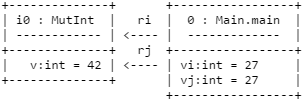 +-------------+      +----------------+
| i0 : MutInt |  ri  |  0 : Main.main |
| ----------- | <----|  ------------- |
|             |  rj  |                |
|   v:int = 42| <----| vi:int = 27    |
+-------------+      | vj:int = 27    |
                     +----------------+